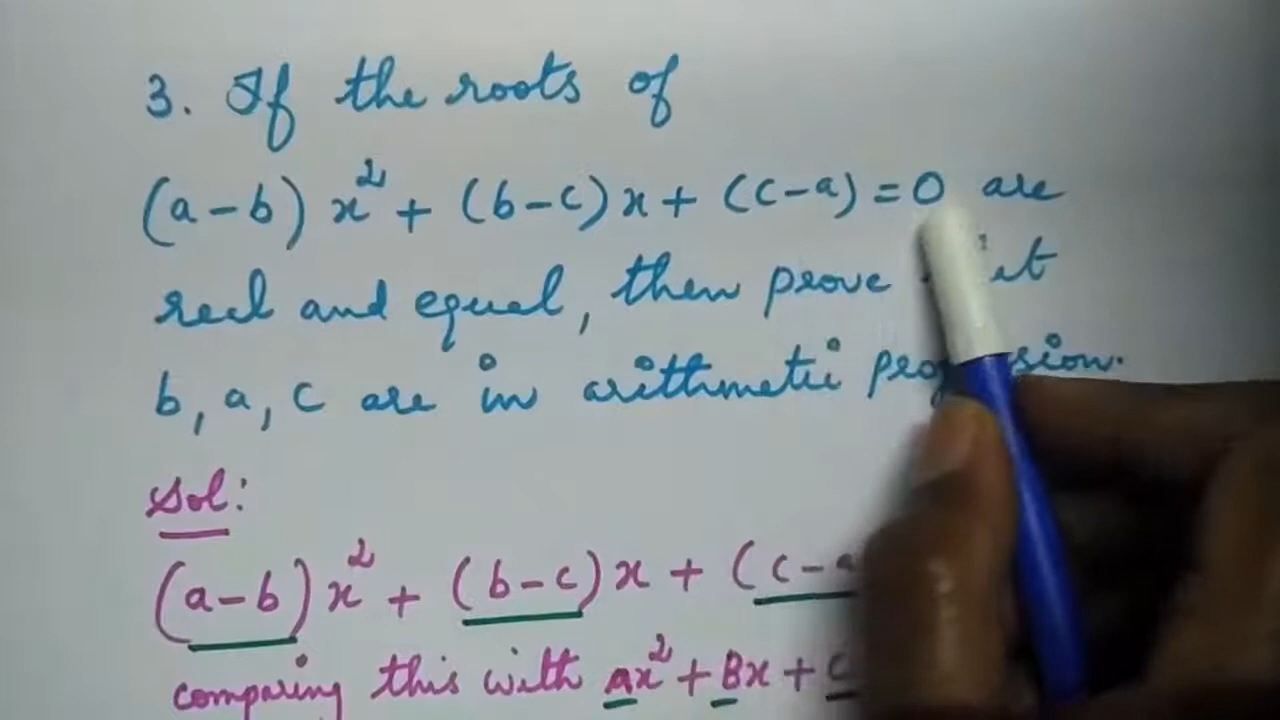 3. If the roots of
(a-b) x² + (b-c) x + (c-a) = 0 are
real and equal, then prove
b, a, c are in arithmetic
Sol:
(a-b) x² + (b-c) x + (c-a
comparing this with ax² + Bx + C